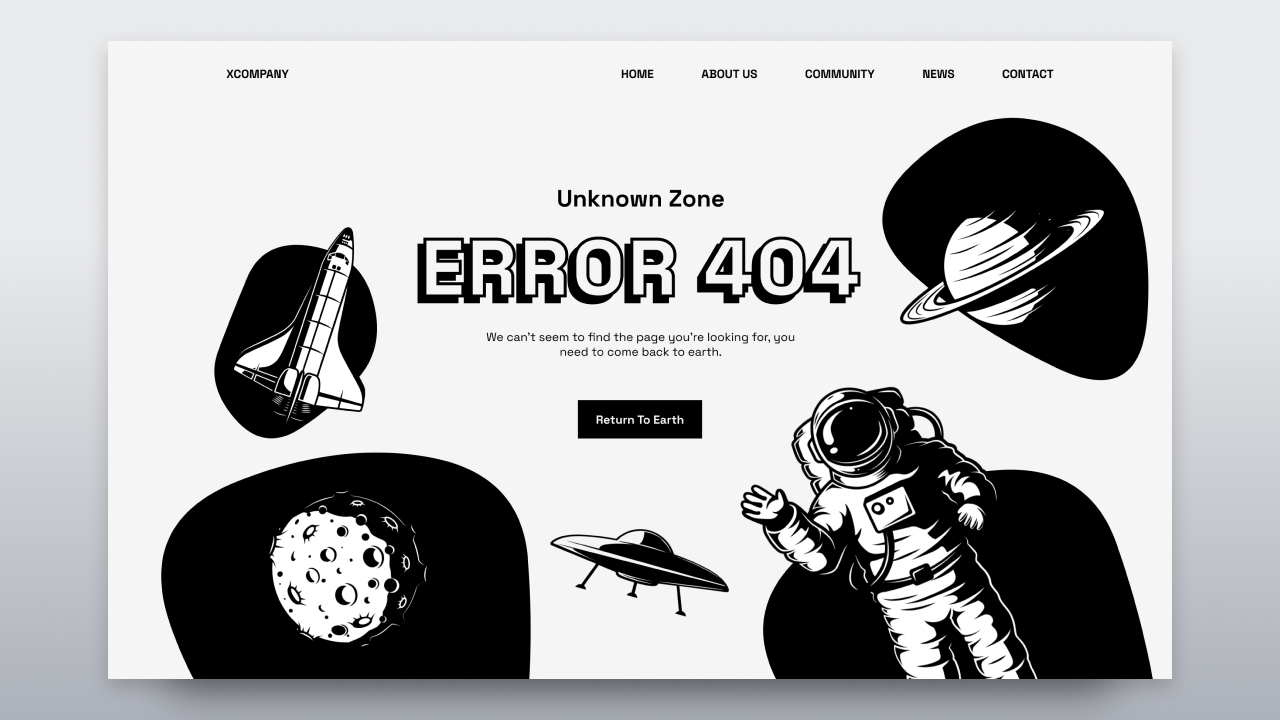 XCOMPANY
HOME ABOUT US COMMUNITY NEWS CONTACT
Unknown Zone
ERROR 404
We can't seem to find the page you're looking for, you
need to come back to earth.
Return To Earth